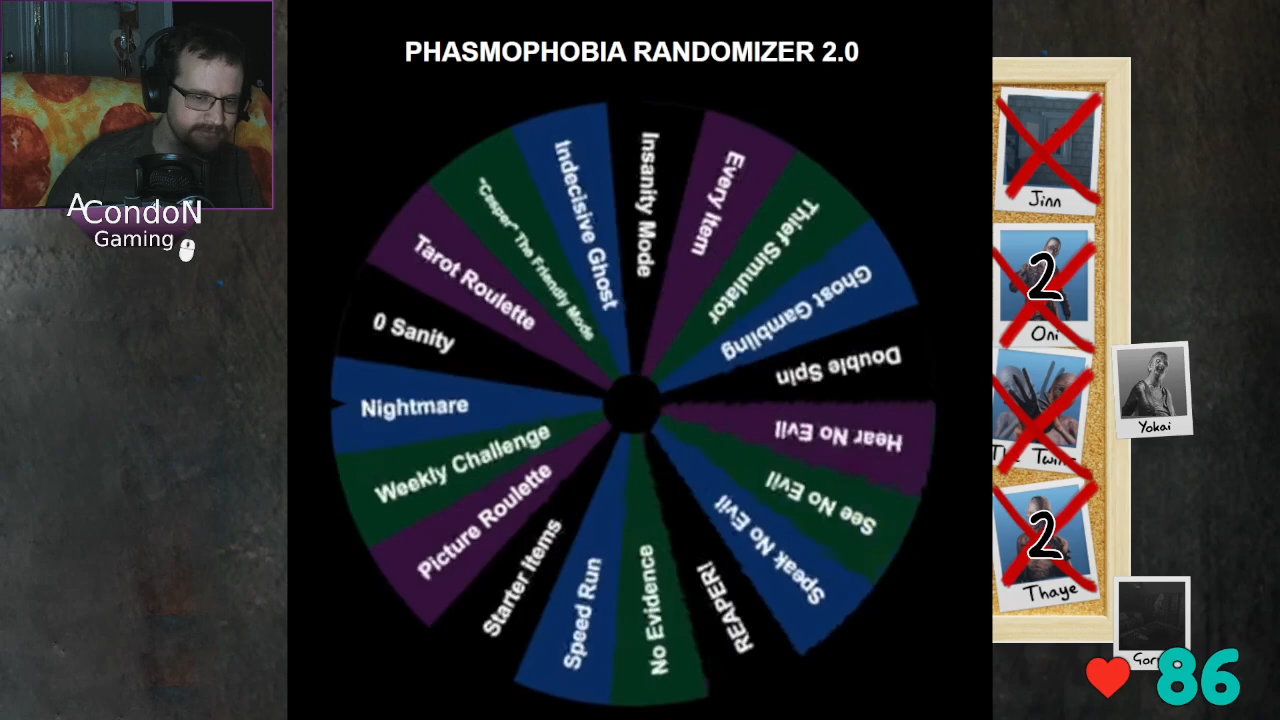 PHASMOPHOBIA RANDOMIZER 2.0
Insanity Mode
Every Item
Thief Simulator
Ghost Gambling
Double Spin
Hear No Evil
See No Evil
Speak No Evil
REAPER!
No Evidence
Speed Run
Starter Items
Picture Roulette
Weekly Challenge
Nightmare
0 Sanity
Tarot Roulette
"Casper" The Friendly Mode
Indecisive Ghost
ACondoN
Gaming
Jinn
2
Oni
The Twins
2
Thaye
Yokai
86